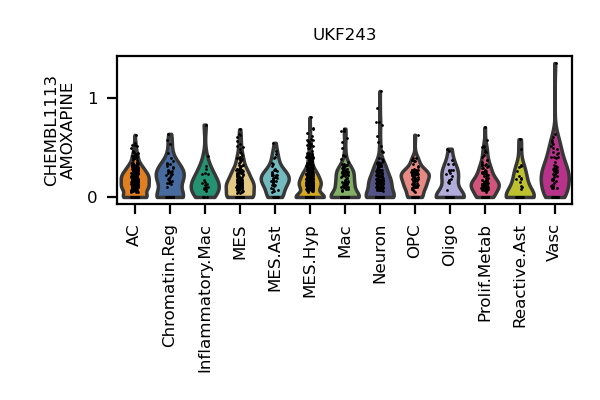 UKF243
CHEMBL1113
AMOXAPINE
1
0
AC
Chromatin.Reg
Inflammatory.Mac
MES
MES.Ast
MES.Hyp
Mac
Neuron
OPC
Oligo
Prolif.Metab
Reactive.Ast
Vasc